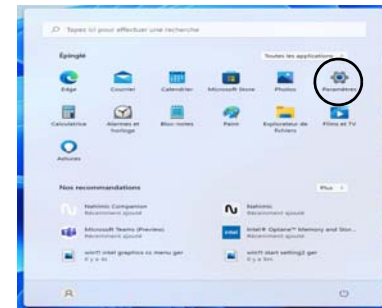 Tapez ici pour effectuer une recherche
Épinglé
Toutes les applications
Edge
Courrier
Calendrier
Microsoft Store
Photos
Paramètres
Calculatrice
Alarmes et
horloge
Bloc-notes
Paint
Explorateur de
fichiers
Films et TV
Astuces
Nos recommandations
Plus
Nahimic Companion
Récemment ajouté
Nahimic
Récemment ajouté
Microsoft Teams (Preview)
Récemment ajouté
intel
Intel® Optane™ Memory and Stor...
Récemment ajouté
win11 intel graphics cc menu ger
win11 start setting2 ger